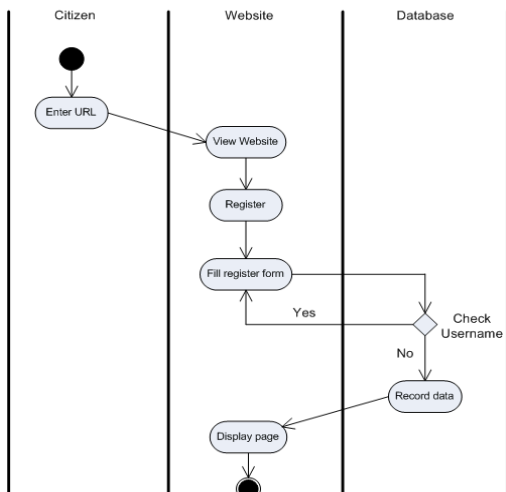 Citizen
Website
Database
Enter URL
View Website
Register
Fill register form
Yes
Check
Username
No
Record data
Display page